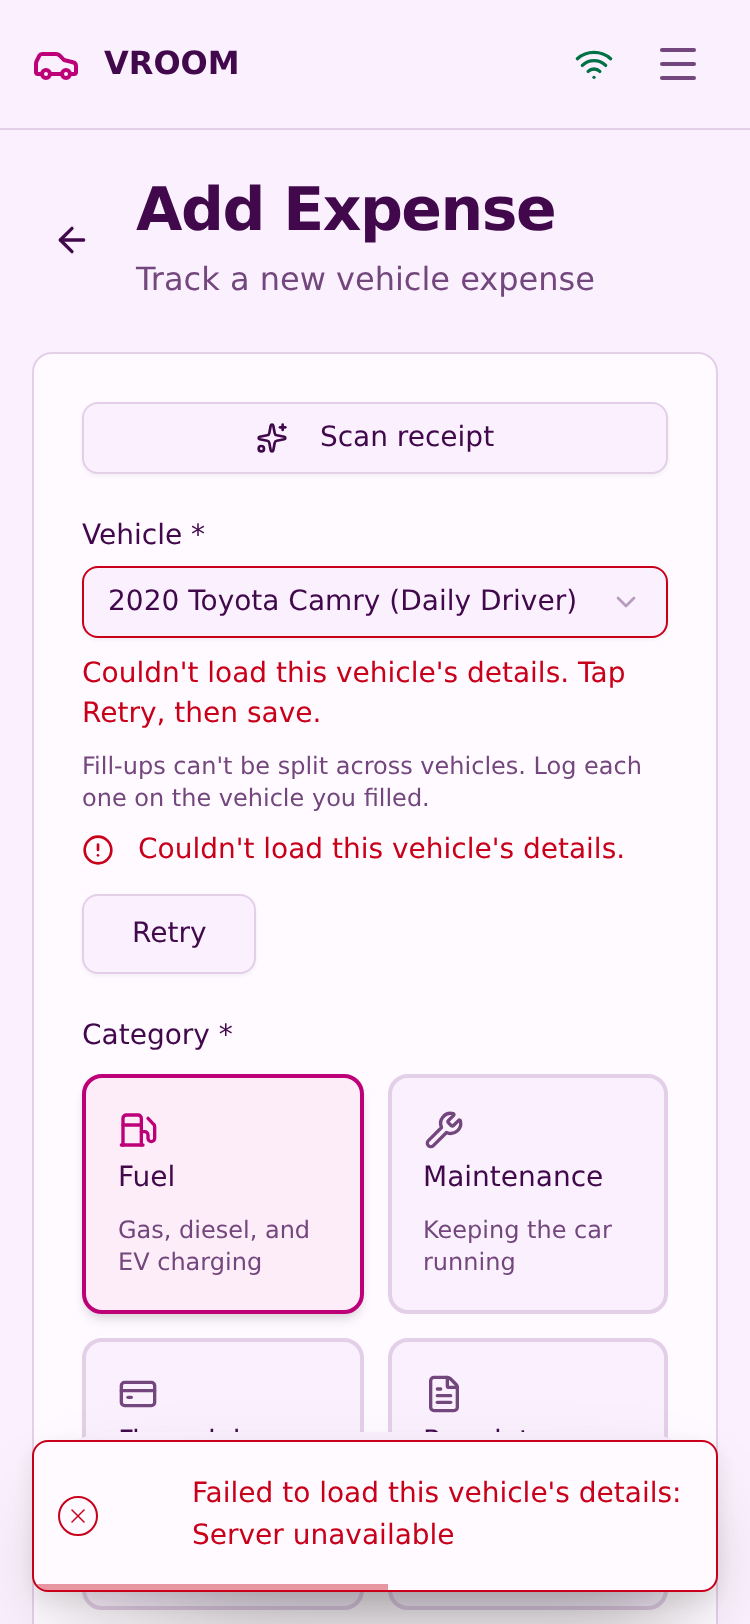 VROOM
Add Expense
Track a new vehicle expense
Scan receipt
Vehicle *
2020 Toyota Camry (Daily Driver)
Couldn't load this vehicle's details. Tap
Retry, then save.
Fill-ups can't be split across vehicles. Log each
one on the vehicle you filled.
Couldn't load this vehicle's details.
Retry
Category *
Fuel
Maintenance
Gas, diesel, and
EV charging
Keeping the car
running
Failed to load this vehicle's details:
Server unavailable